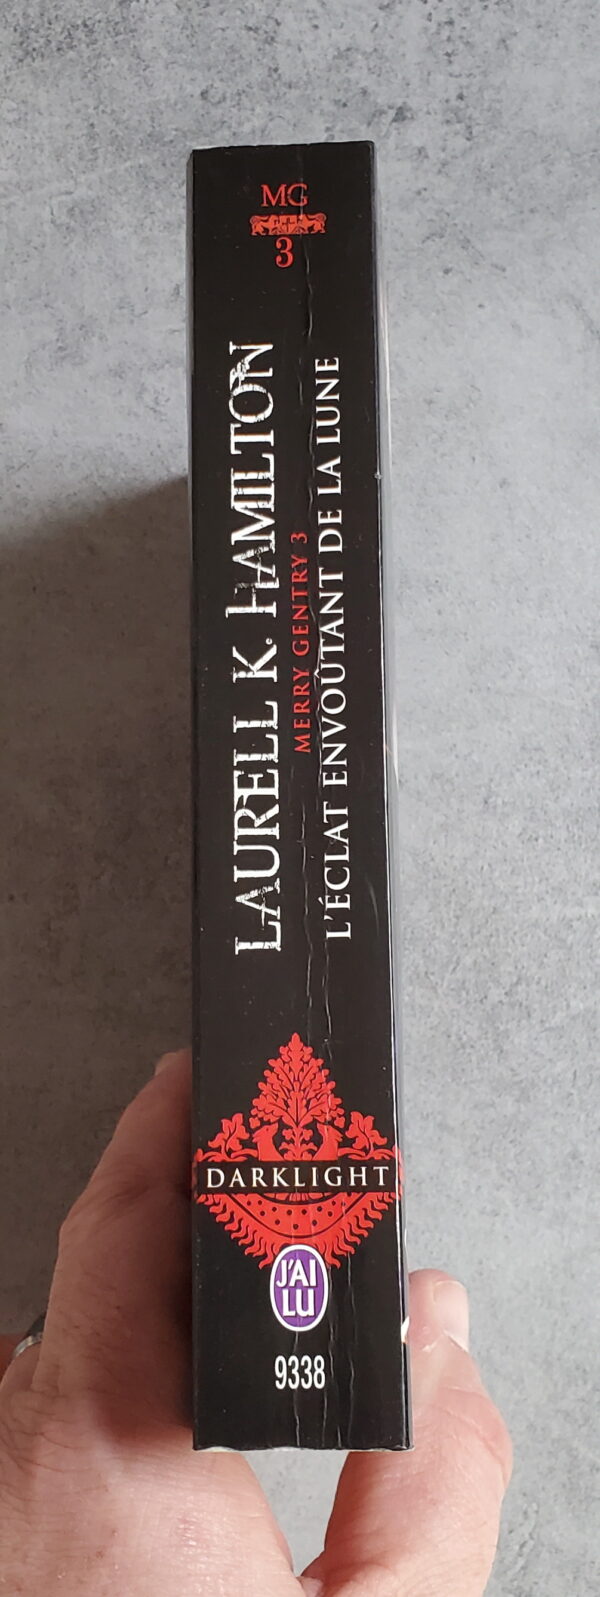 MG
3
LAURELL K. HAMILTON
MERRY GENTRY 3
L'ÉCLAT ENVOÛTANT DE LA LUNE
DARKLIGHT
J'AI
LU
9338